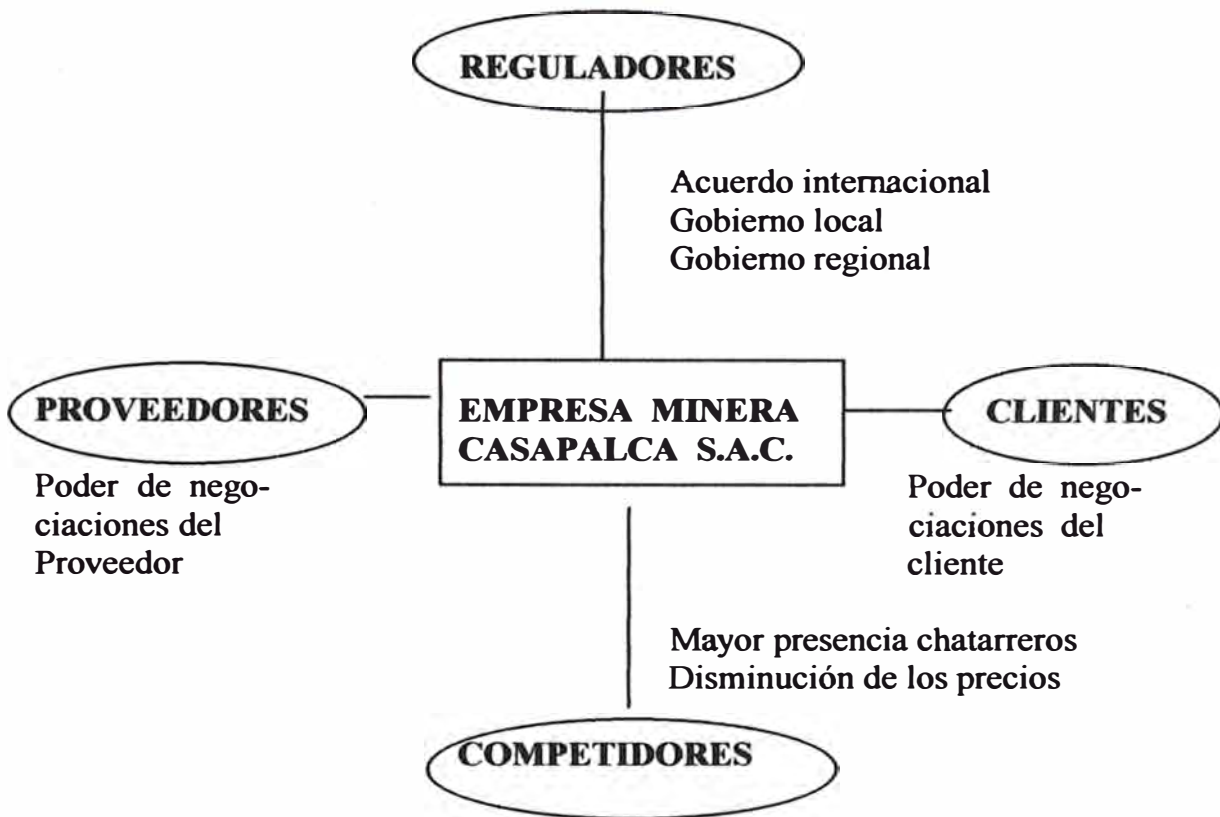 REGULADORES
Acuerdo internacional
Gobierno local
Gobierno regional
PROVEEDORES
Poder de nego-
ciaciones del
Proveedor
EMPRESA MINERA
CASAPALCA S.A.C.
CLIENTES
Poder de nego-
ciaciones del
cliente
Mayor presencia chatarreros
Disminución de los precios
COMPETIDORES